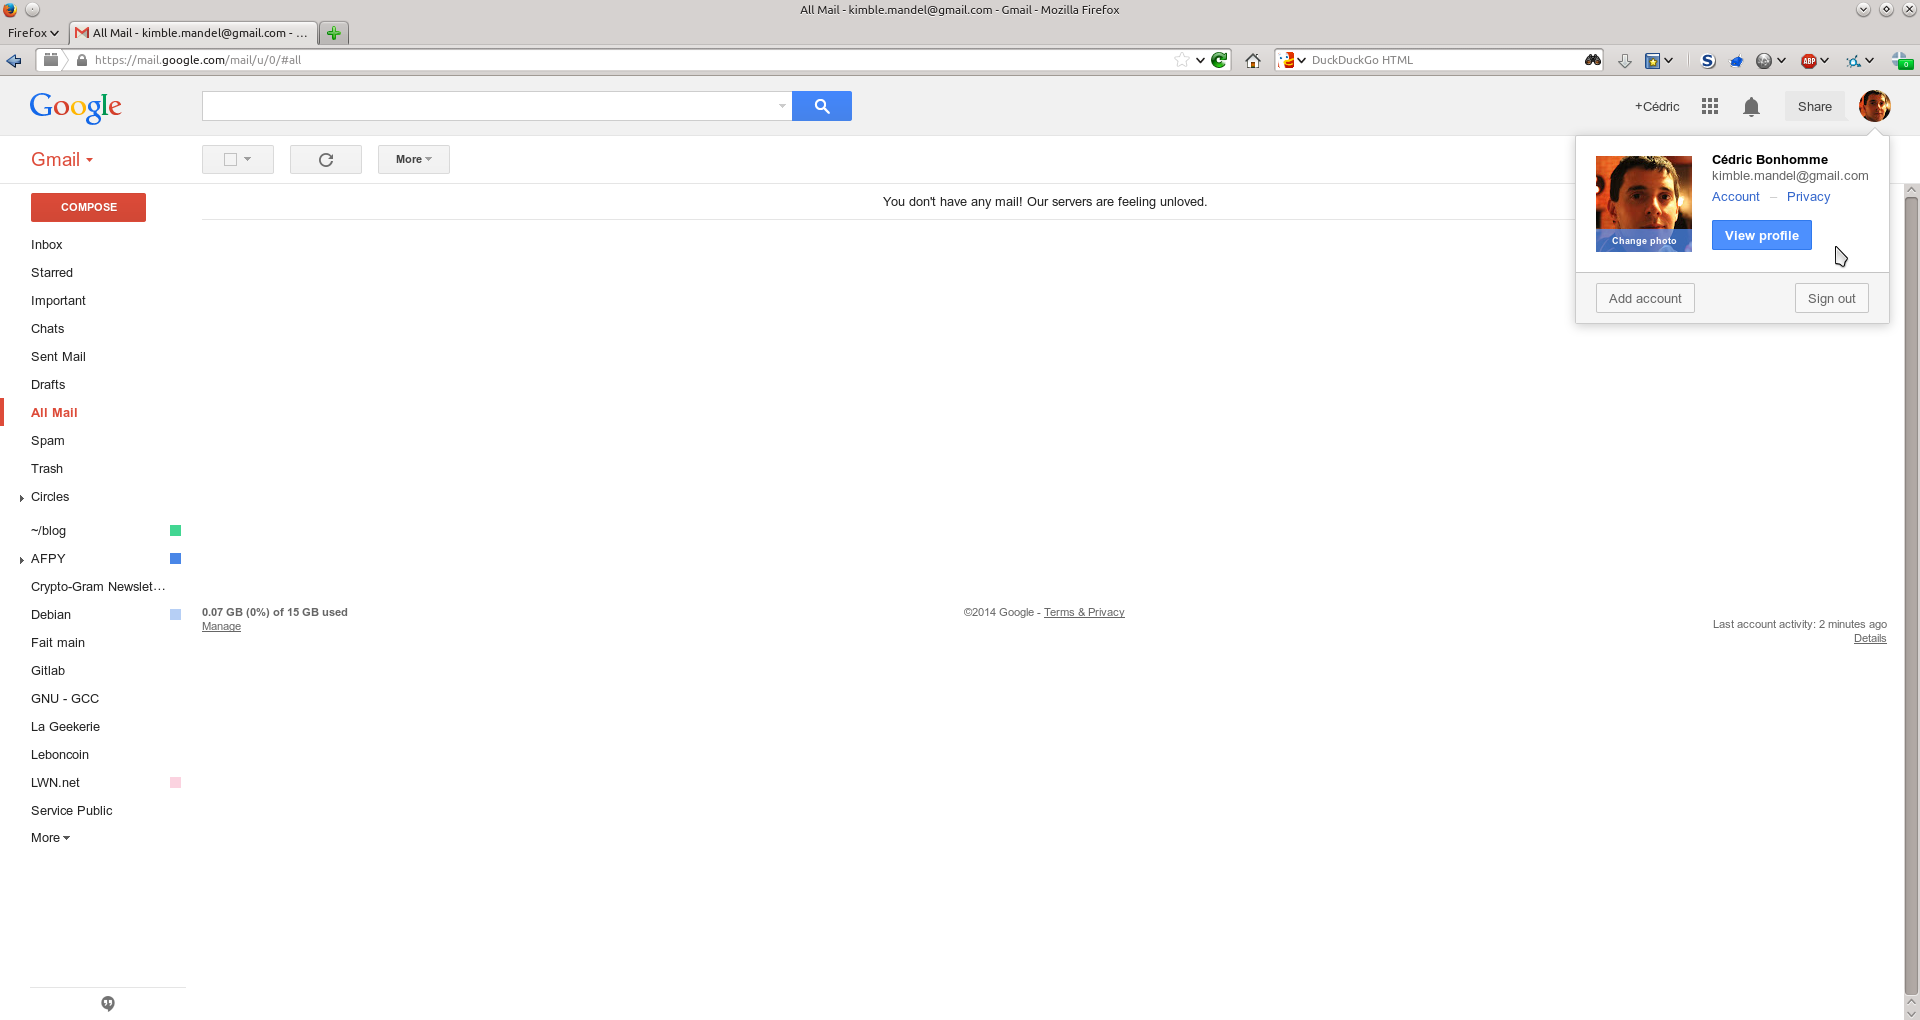 All Mail - kimble.mandel@gmail.com - Gmail - Mozilla Firefox
Firefox
All Mail - kimble.mandel@gmail.com - ...
https://mail.google.com/mail/u/0/#all
DuckDuckGo HTML
S
ABP
0
Google
+Cédric
Share
Gmail
More
Cédric Bonhomme
kimble.mandel@gmail.com
Account – Privacy
Change photo
View profile
Add account
Sign out
COMPOSE
You don't have any mail! Our servers are feeling unloved.
Inbox
Starred
Important
Chats
Sent Mail
Drafts
All Mail
Spam
Trash
Circles
~/blog
AFPY
Crypto-Gram Newslet...
Debian
Fait main
Gitlab
GNU - GCC
La Geekerie
Leboncoin
LWN.net
Service Public
More
0.07 GB (0%) of 15 GB used
Manage
©2014 Google - Terms & Privacy
Last account activity: 2 minutes ago
Details